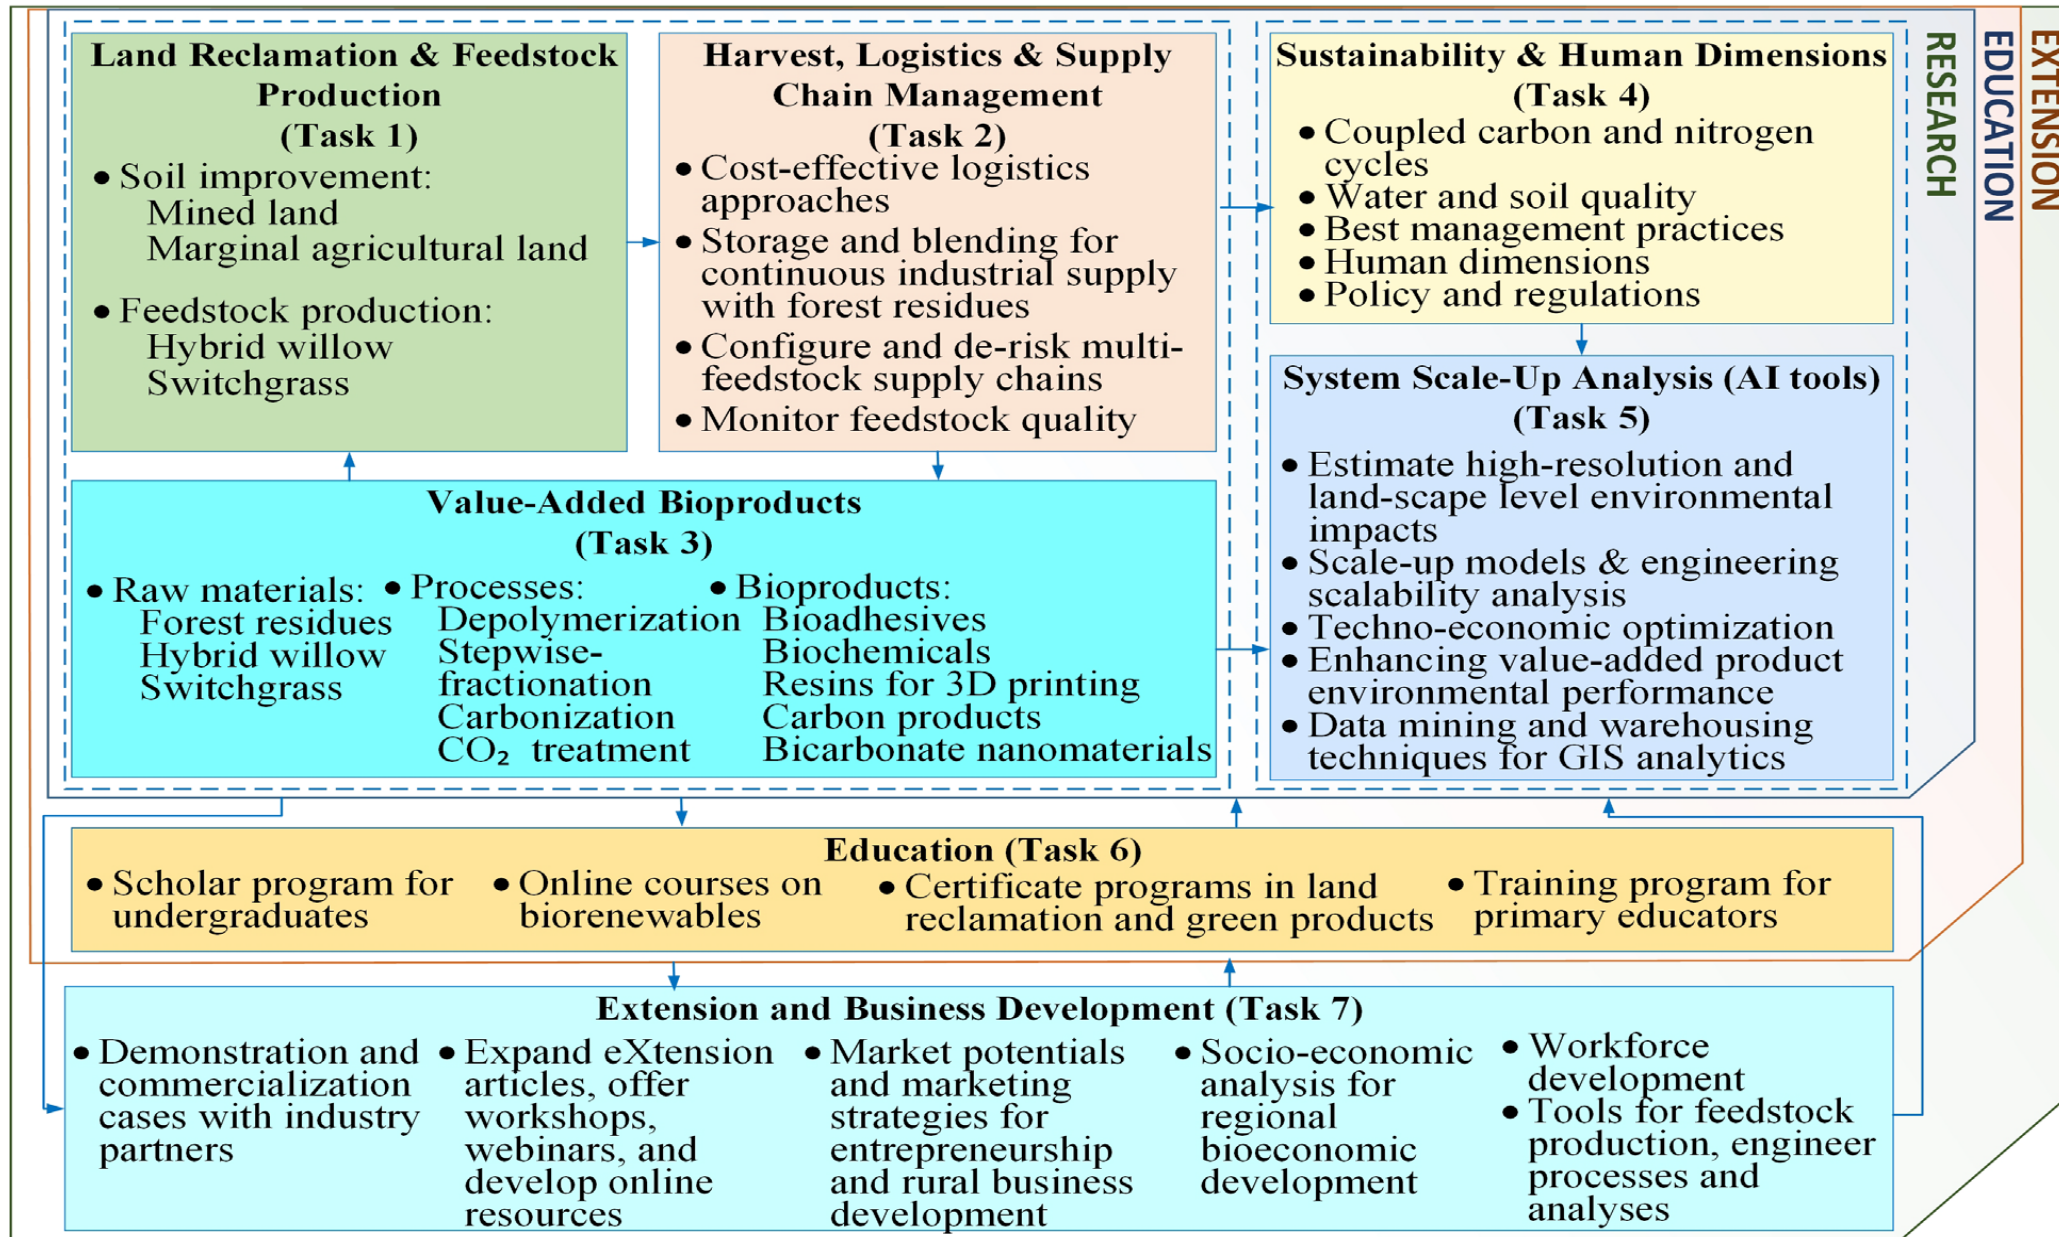 Land Reclamation & Feedstock
Production
(Task 1)
• Soil improvement:
Mined land
Marginal agricultural land
• Feedstock production:
Hybrid willow
Switchgrass
Harvest, Logistics & Supply
Chain Management
(Task 2)
• Cost-effective logistics
approaches
• Storage and blending for
continuous industrial supply
with forest residues
• Configure and de-risk multi-
feedstock supply chains
• Monitor feedstock quality
Sustainability & Human Dimensions
(Task 4)
• Coupled carbon and nitrogen
cycles
• Water and soil quality
• Best management practices
• Human dimensions
• Policy and regulations
RESEARCH
EDUCATION
EXTENSION
Value-Added Bioproducts
(Task 3)
• Raw materials:
Forest residues
Hybrid willow
Switchgrass
• Processes:
Depolymerization
Stepwise-
fractionation
Carbonization
CO₂ treatment
• Bioproducts:
Bioadhesives
Biochemicals
Resins for 3D printing
Carbon products
Bicarbonate nanomaterials
System Scale-Up Analysis (AI tools)
(Task 5)
• Estimate high-resolution and
land-scape level environmental
impacts
• Scale-up models & engineering
scalability analysis
• Techno-economic optimization
• Enhancing value-added product
environmental performance
• Data mining and warehousing
techniques for GIS analytics
Education (Task 6)
• Scholar program for
undergraduates
• Online courses on
biorenewables
• Certificate programs in land
reclamation and green products
• Training program for
primary educators
Extension and Business Development (Task 7)
• Demonstration and
commercialization
cases with industry
partners
• Expand eXtension
articles, offer
workshops,
webinars, and
develop online
resources
• Market potentials
and marketing
strategies for
entrepreneurship
and rural business
development
• Socio-economic
analysis for
regional
bioeconomic
development
• Workforce
development
• Tools for feedstock
production, engineer
processes and
analyses